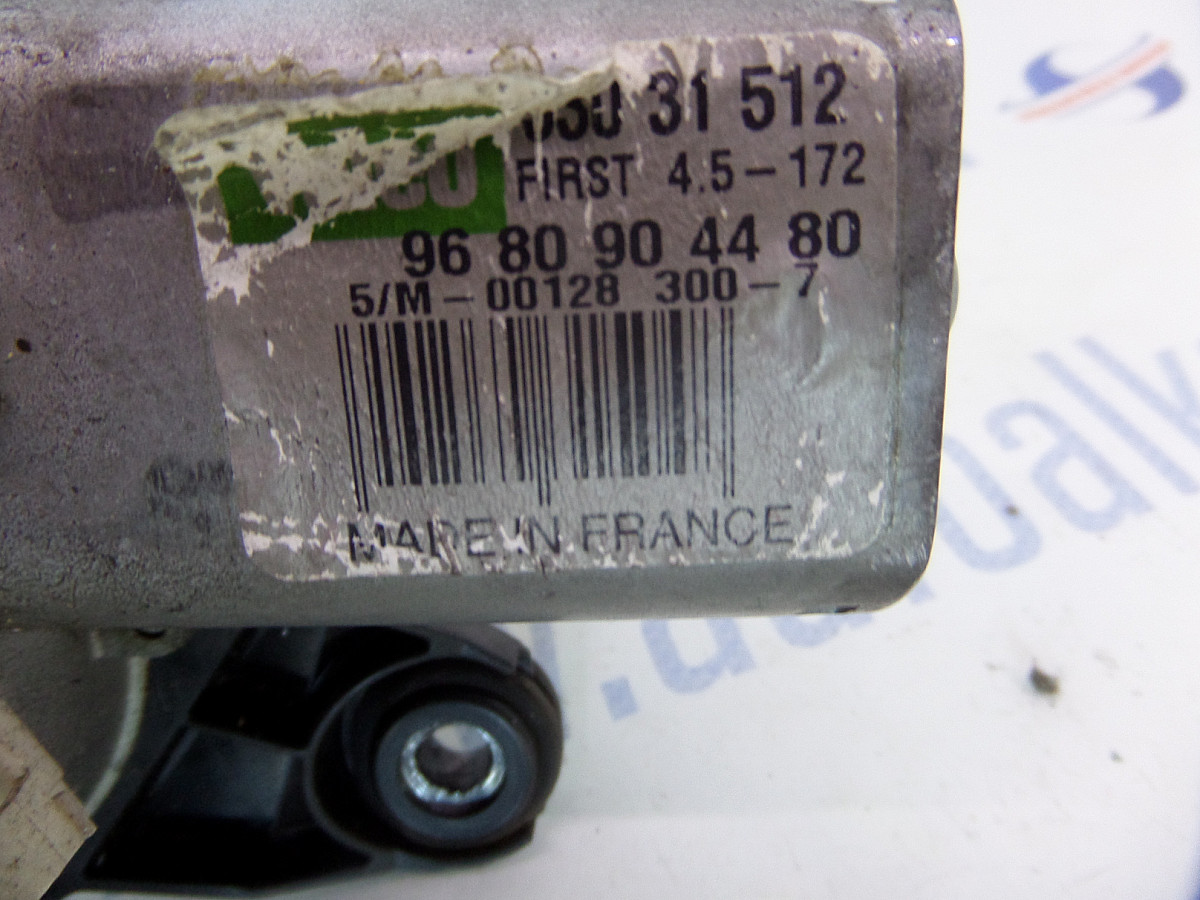 31 512
FIRST 4.5-172
96 80 90 44 80
5/M-00128 300-7
MADE IN FRANCE